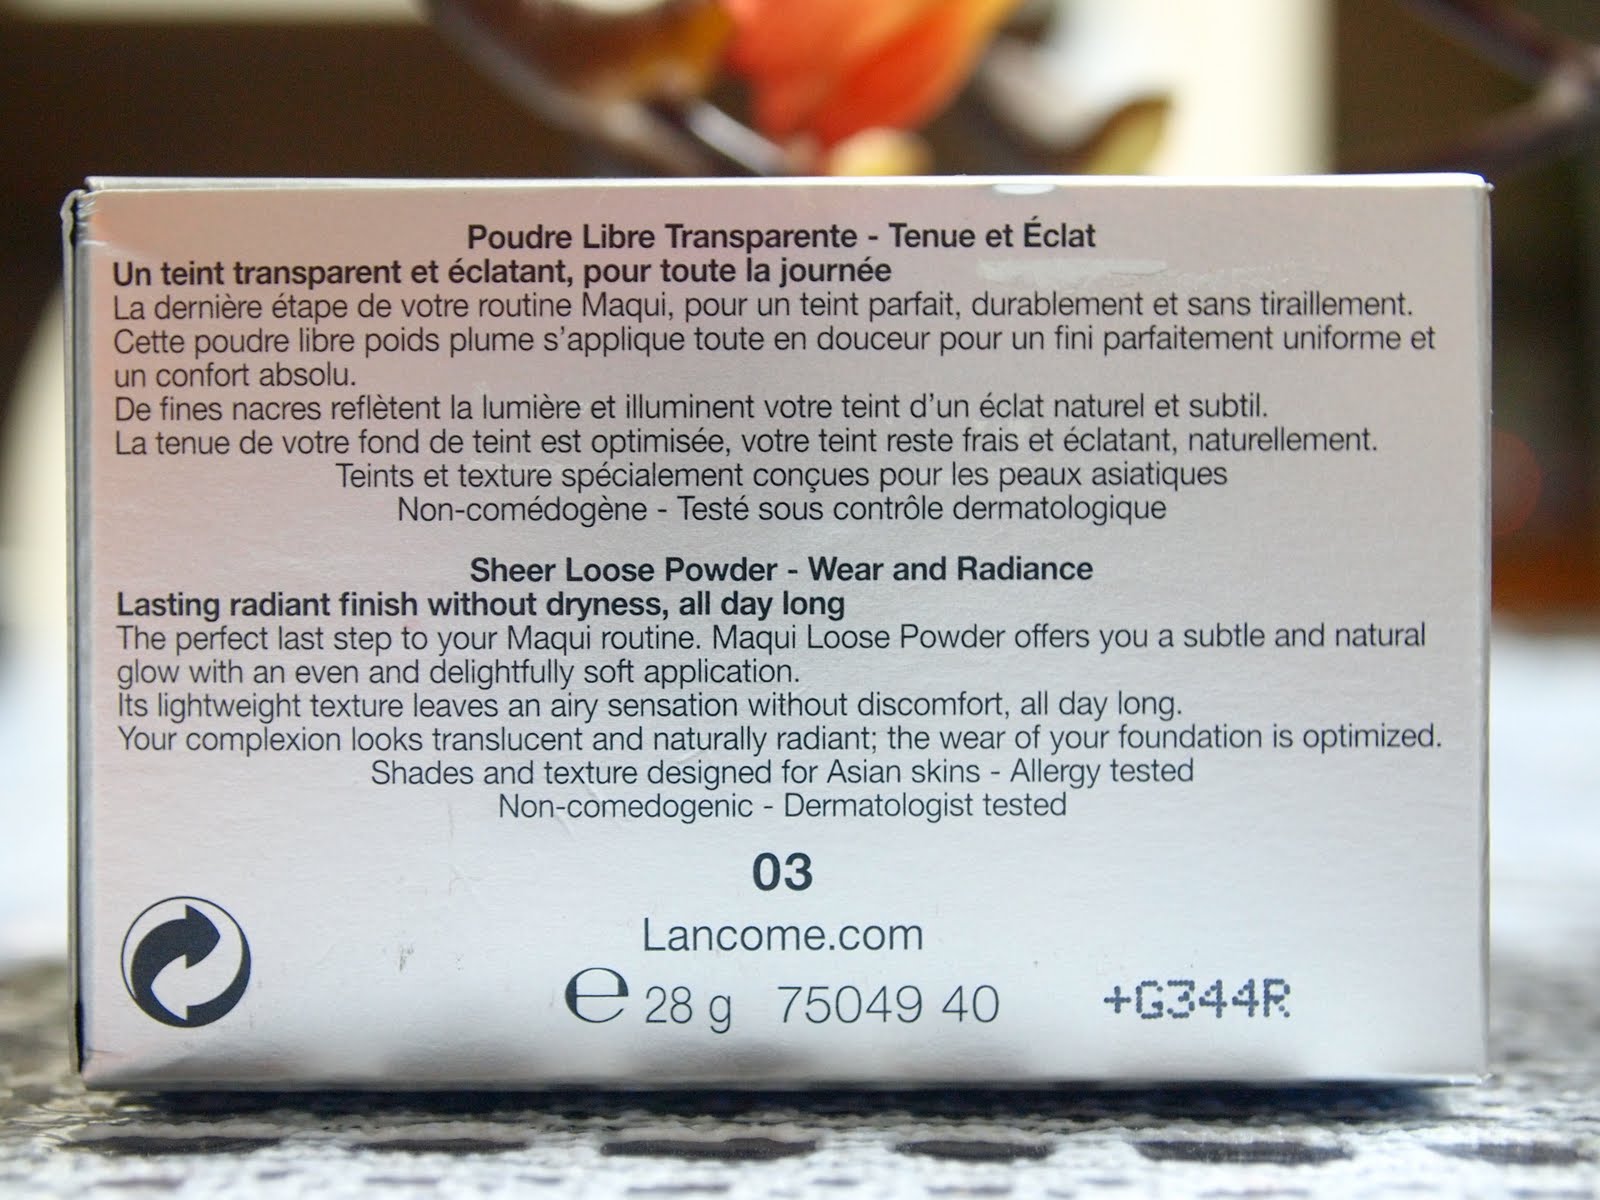 Poudre Libre Transparente - Tenue et Éclat
Un teint transparent et éclatant, pour toute la journée
La dernière étape de votre routine Maqui, pour un teint parfait, durablement et sans tiraillement.
Cette poudre libre poids plume s'applique toute en douceur pour un fini parfaitement uniforme et
un confort absolu.
De fines nacres reflètent la lumière et illuminent votre teint d'un éclat naturel et subtil.
La tenue de votre fond de teint est optimisée, votre teint reste frais et éclatant, naturellement.
Teints et texture spécialement conçues pour les peaux asiatiques
Non-comédogène - Testé sous contrôle dermatologique
Sheer Loose Powder - Wear and Radiance
Lasting radiant finish without dryness, all day long
The perfect last step to your Maqui routine. Maqui Loose Powder offers you a subtle and natural
glow with an even and delightfully soft application.
Its lightweight texture leaves an airy sensation without discomfort, all day long.
Your complexion looks translucent and naturally radiant; the wear of your foundation is optimized.
Shades and texture designed for Asian skins - Allergy tested
Non-comedogenic - Dermatologist tested
03
Lancome.com
℮ 28 g 75049 40 +G344R